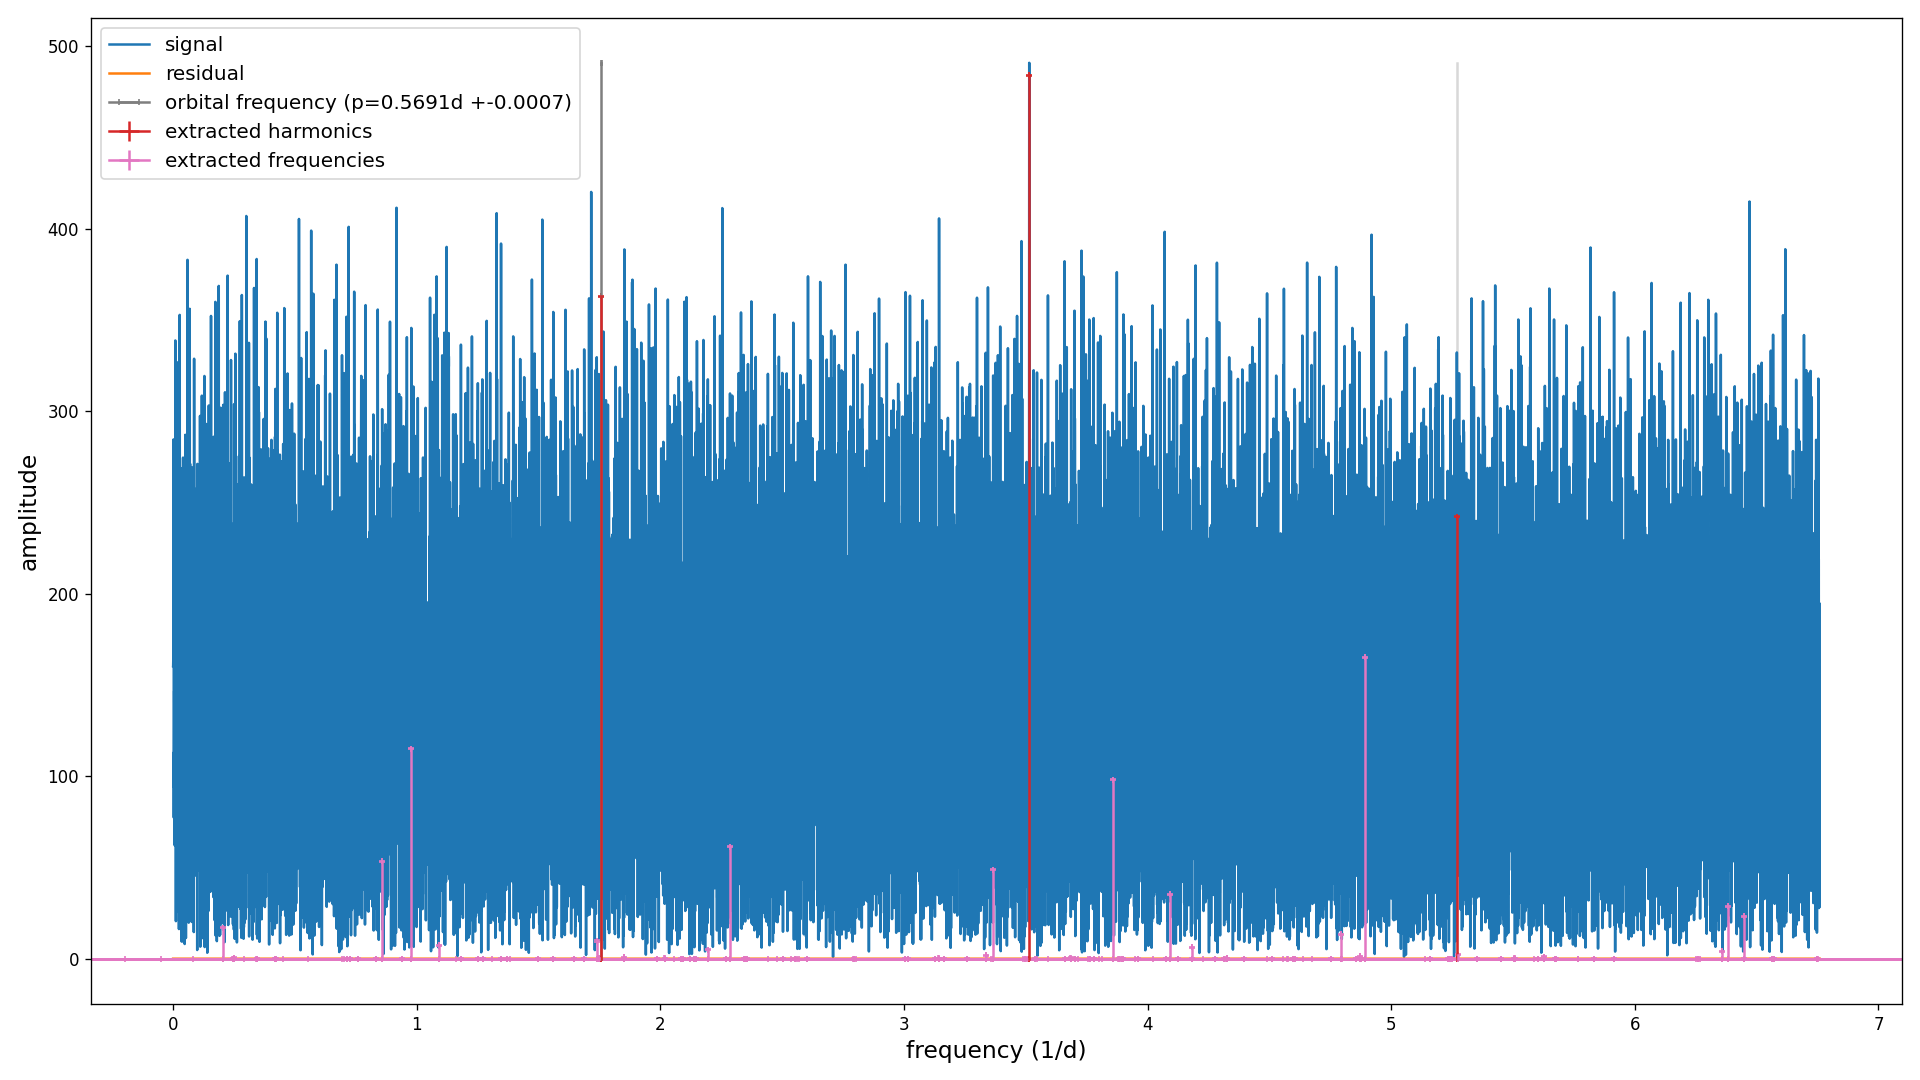 signal
residual
orbital frequency (p=0.5691d +-0.0007)
extracted harmonics
extracted frequencies
500
400
300
200
100
0
amplitude
0 1 2 3 4 5 6 7
frequency (1/d)